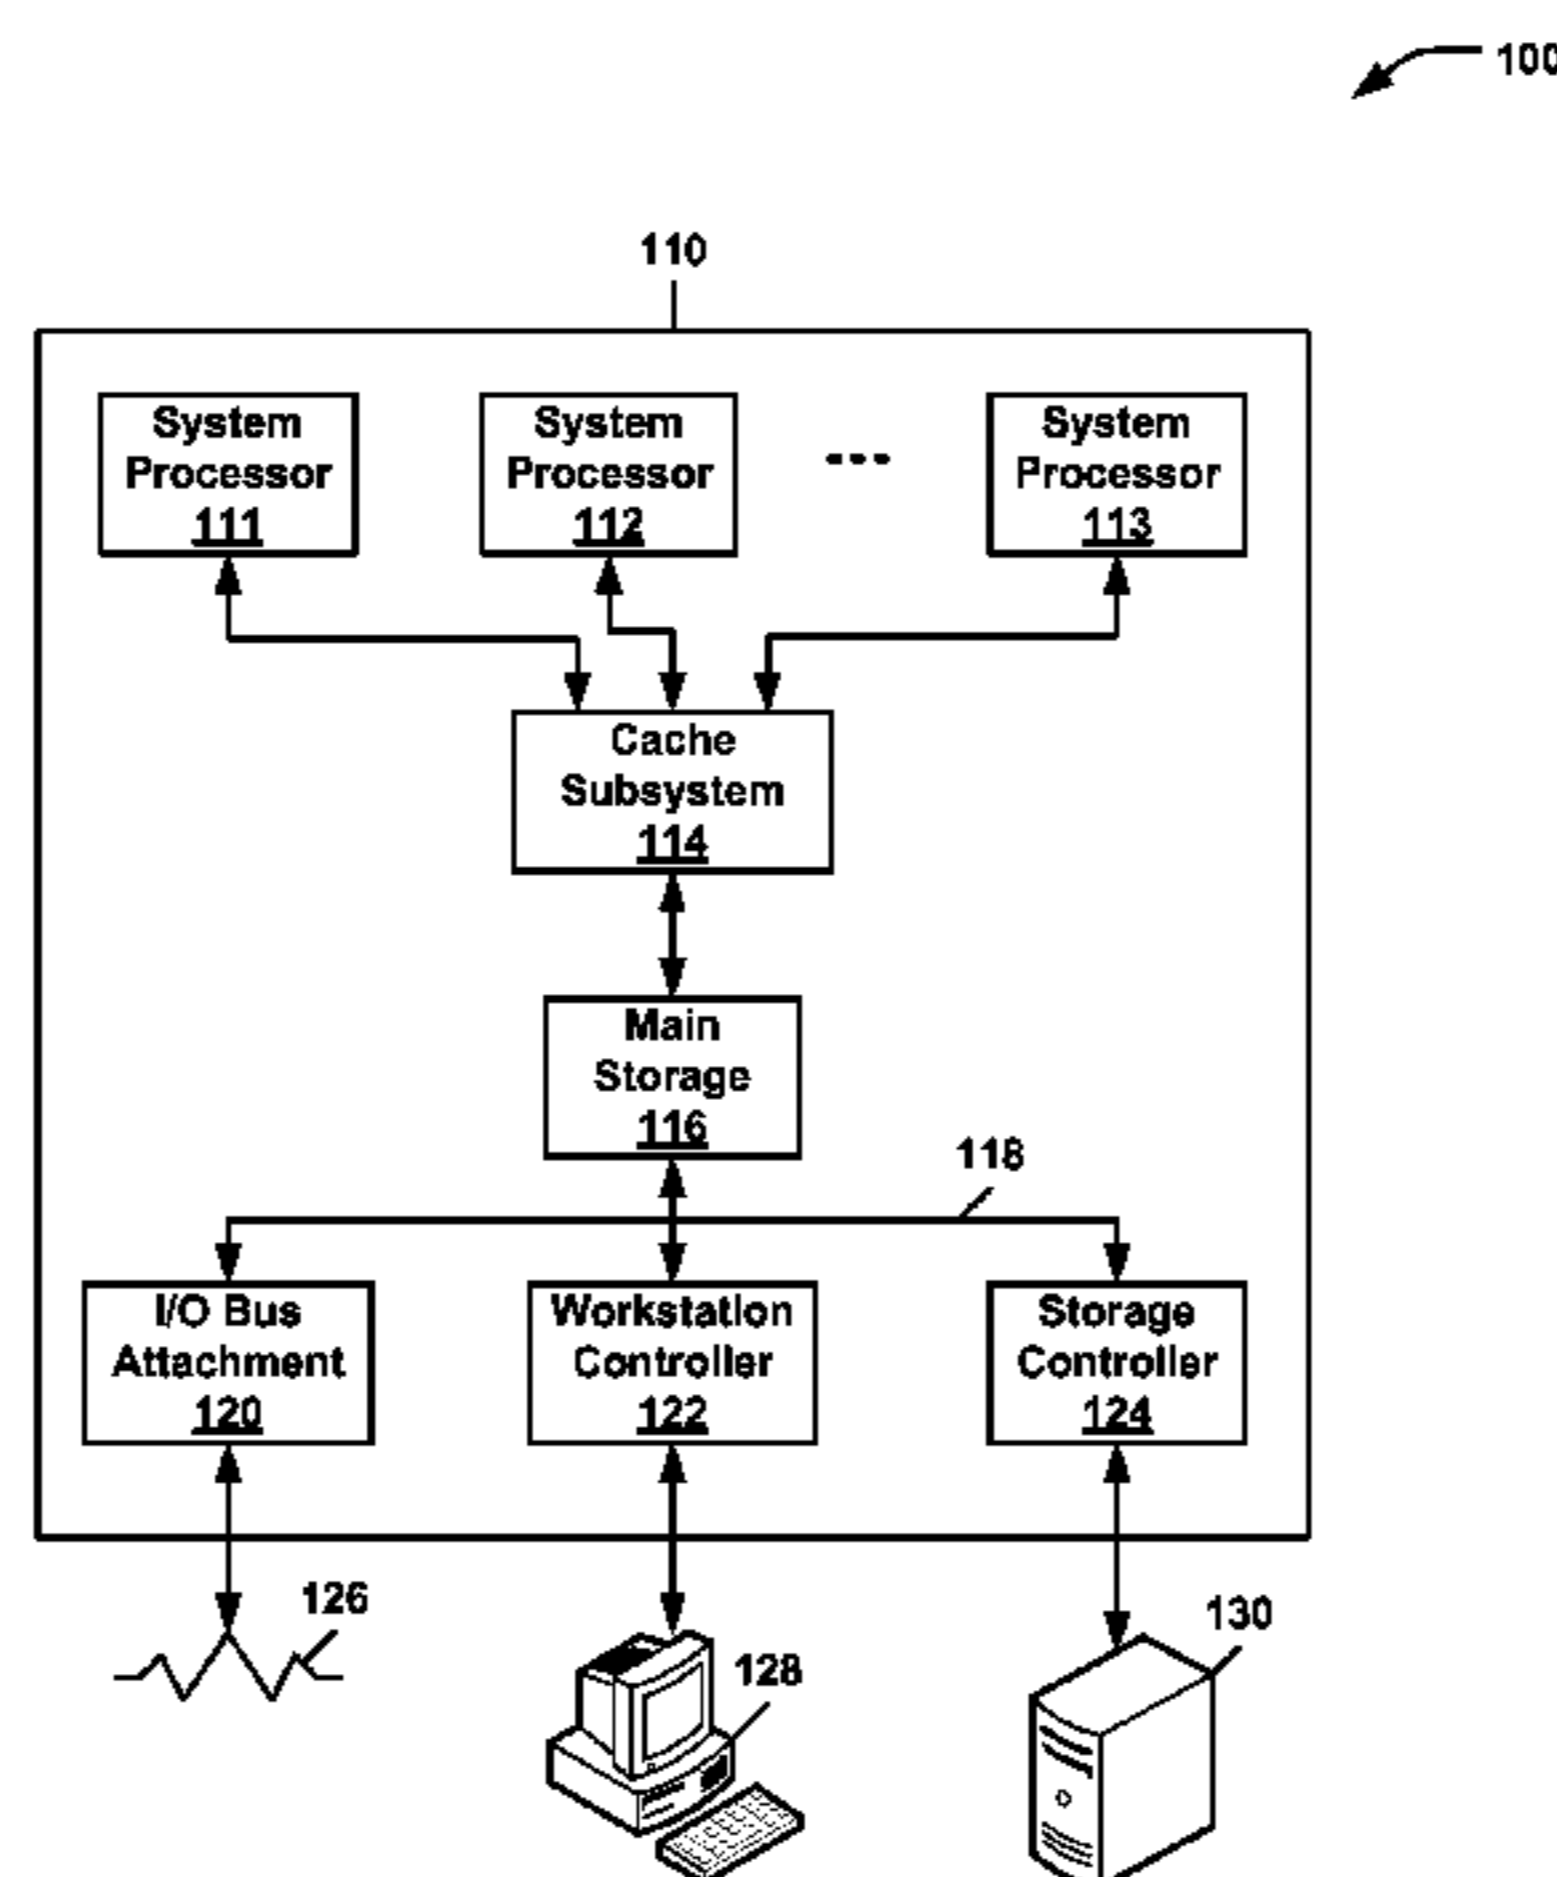 100
110
System
Processor
111
System
Processor
112
...
System
Processor
113
Cache
Subsystem
114
Main
Storage
116
118
I/O Bus
Attachment
120
Workstation
Controller
122
Storage
Controller
124
126
128
130